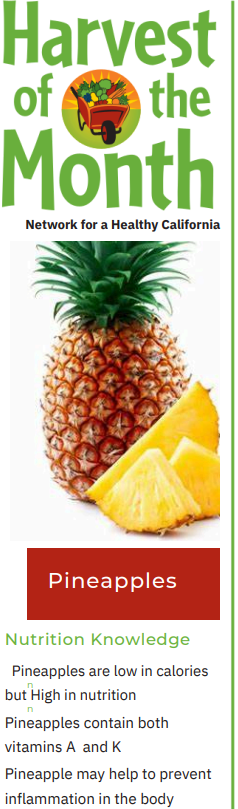 Harvest
of the
Month
Network for a Healthy California
Pineapples
Nutrition Knowledge
Pineapples are low in calories
n
but High in nutrition
n
Pineapples contain both
vitamins A and K
Pineapple may help to prevent
inflammation in the body